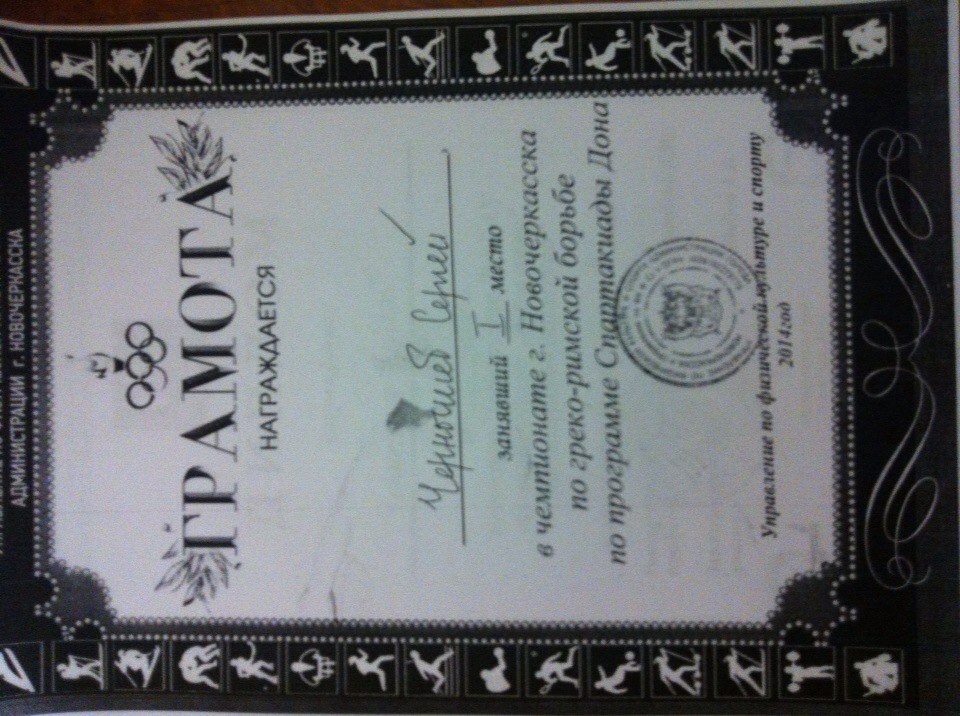 АДМИНИСТРАЦИИ г. НОВОЧЕРКАССКА
ГРАМОТА
НАГРАЖДАЕТСЯ
Сергей
занявший I место
в чемпионате г. Новочеркасска
по греко-римской борьбе
по программе Спартакиады Дона
Управление по физической культуре и спорту
2014год